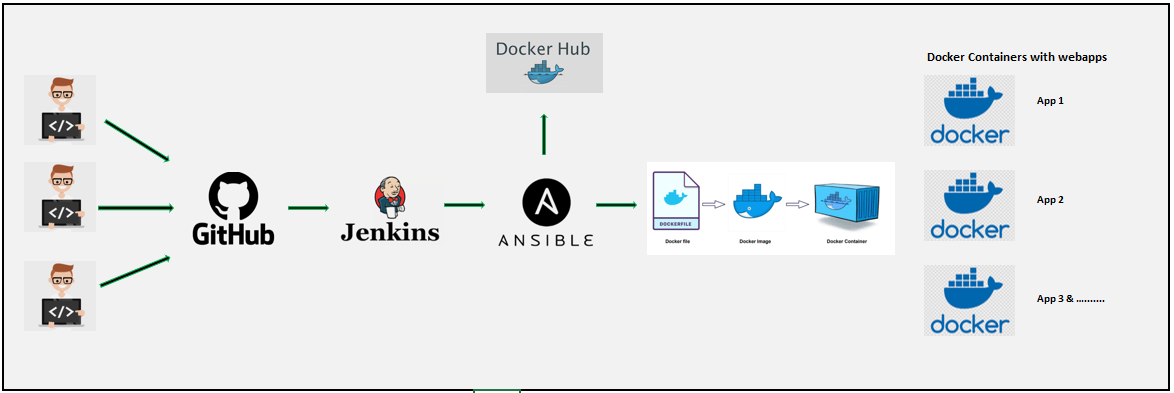 Docker Hub
Docker Containers with webapps
</>
</>
</>
GitHub
Jenkins
ANSIBLE
DOCKERFILE
Docker file
Docker Image
Docker Container
docker
App 1
docker
App 2
docker
App 3 & ..........